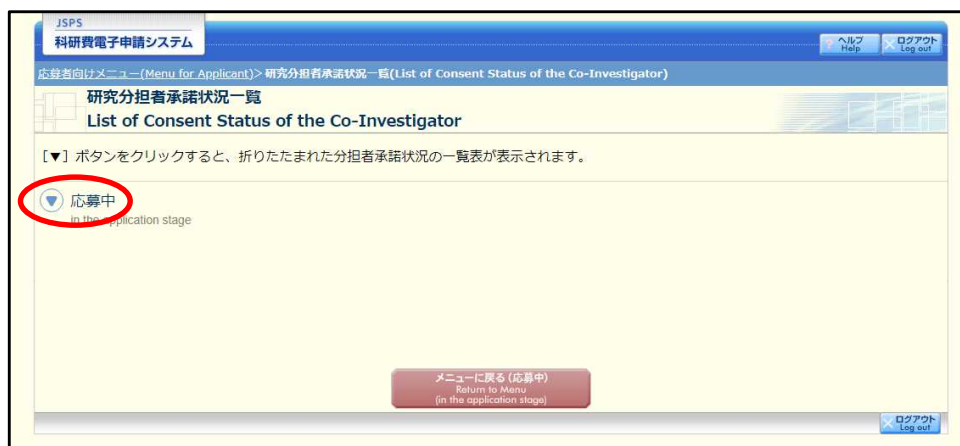 JSPS
科研費電子申請システム
ヘルプ
Help
ログアウト
Log out
応募者向けメニュー(Menu for Applicant)> 研究分担者承諾状況一覧(List of Consent Status of the Co-Investigator)
研究分担者承諾状況一覧
List of Consent Status of the Co-Investigator
[▼] ボタンをクリックすると、折りたたまれた分担者承諾状況の一覧表が表示されます。
応募中
in the application stage
メニューに戻る (応募中)
Return to Menu
(in the application stage)
ログアウト
Log out